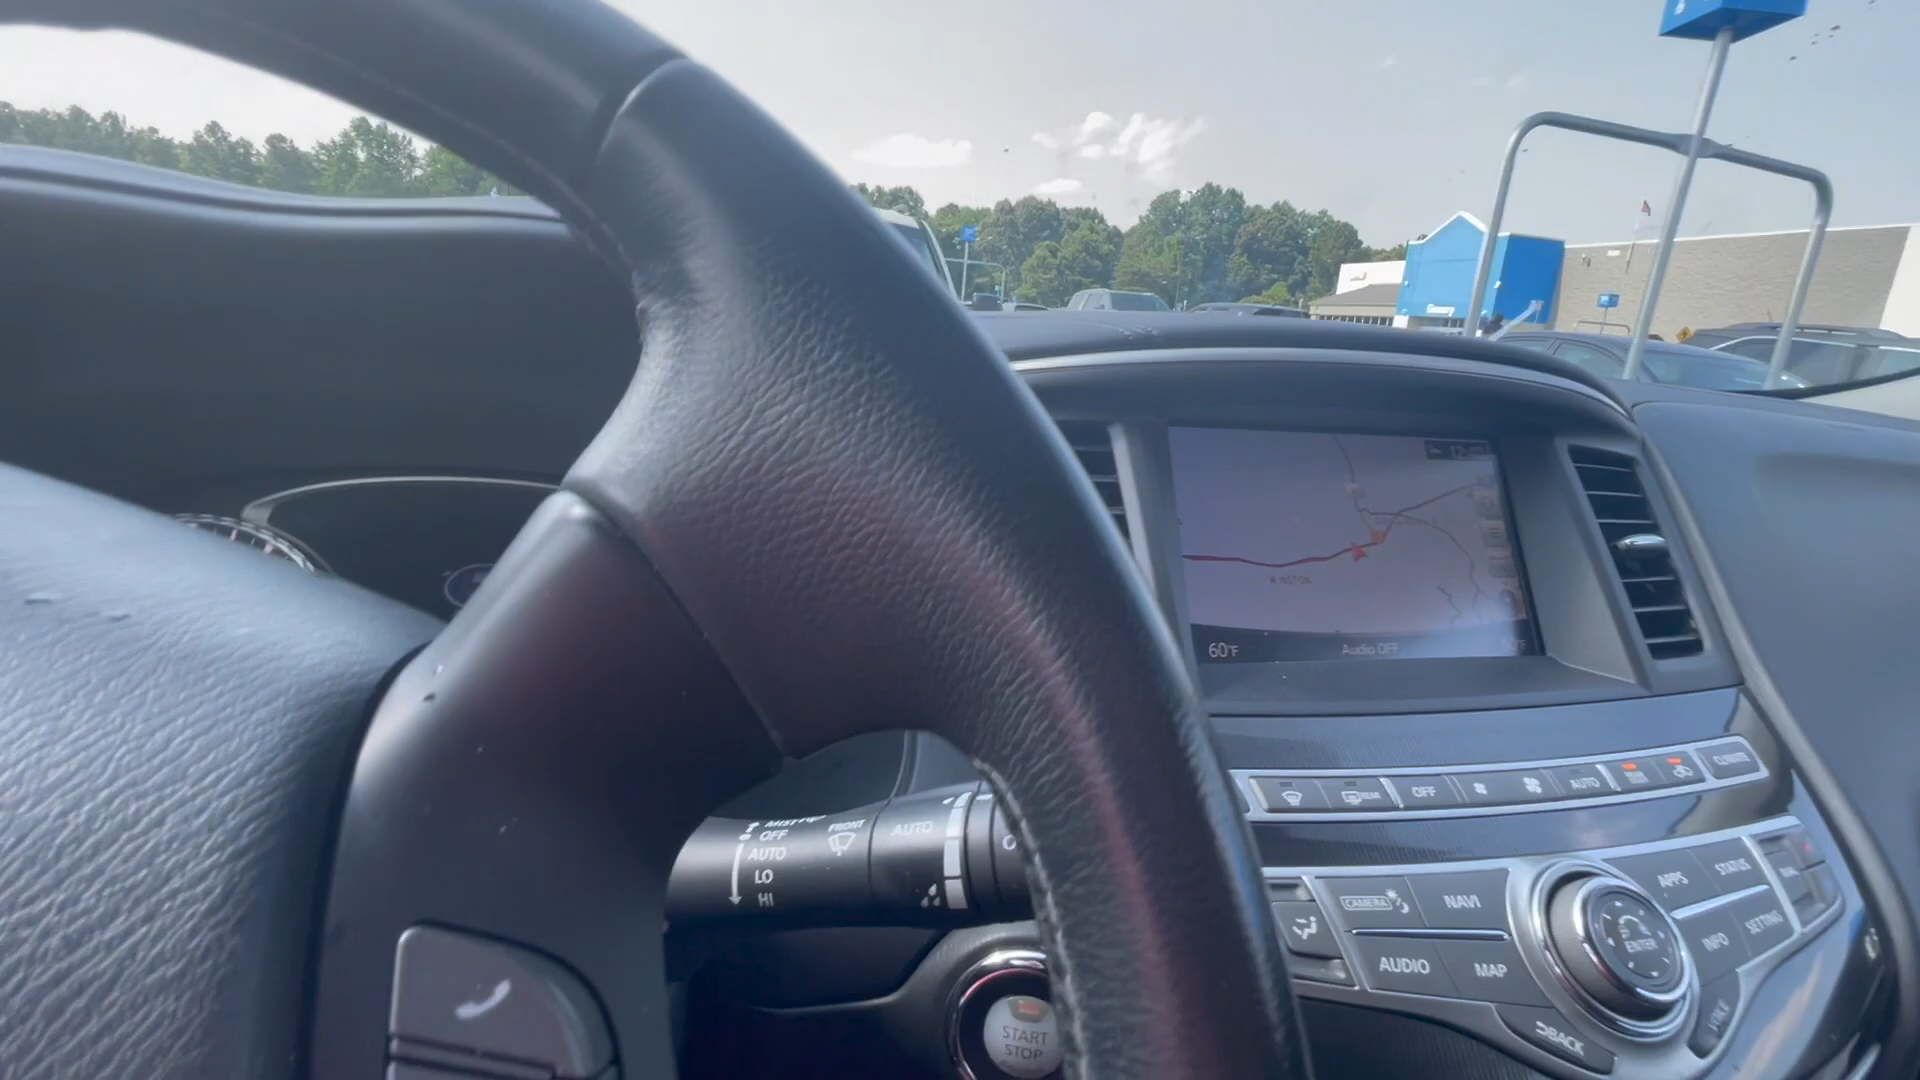 60°F
Audio OFF
OFF
AUTO
CLIMATE
OFF
AUTO
LO
HI
FRONT
AUTO
CAMERA
NAVI
AUDIO
MAP
ENTER
APPS
STATUS
INFO
SETTING
BACK
START
STOP